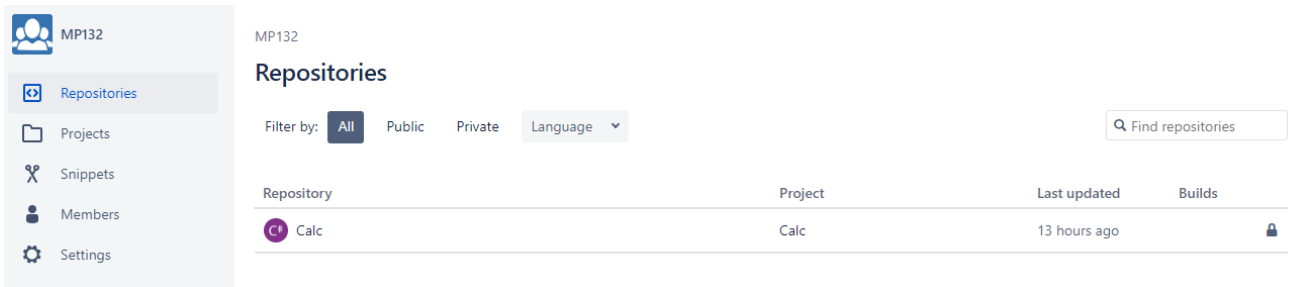 MP132
Repositories
Projects
Snippets
Members
Settings
MP132
Repositories
Filter by: All Public Private Language
Find repositories
Repository Project Last updated Builds
C# Calc Calc 13 hours ago